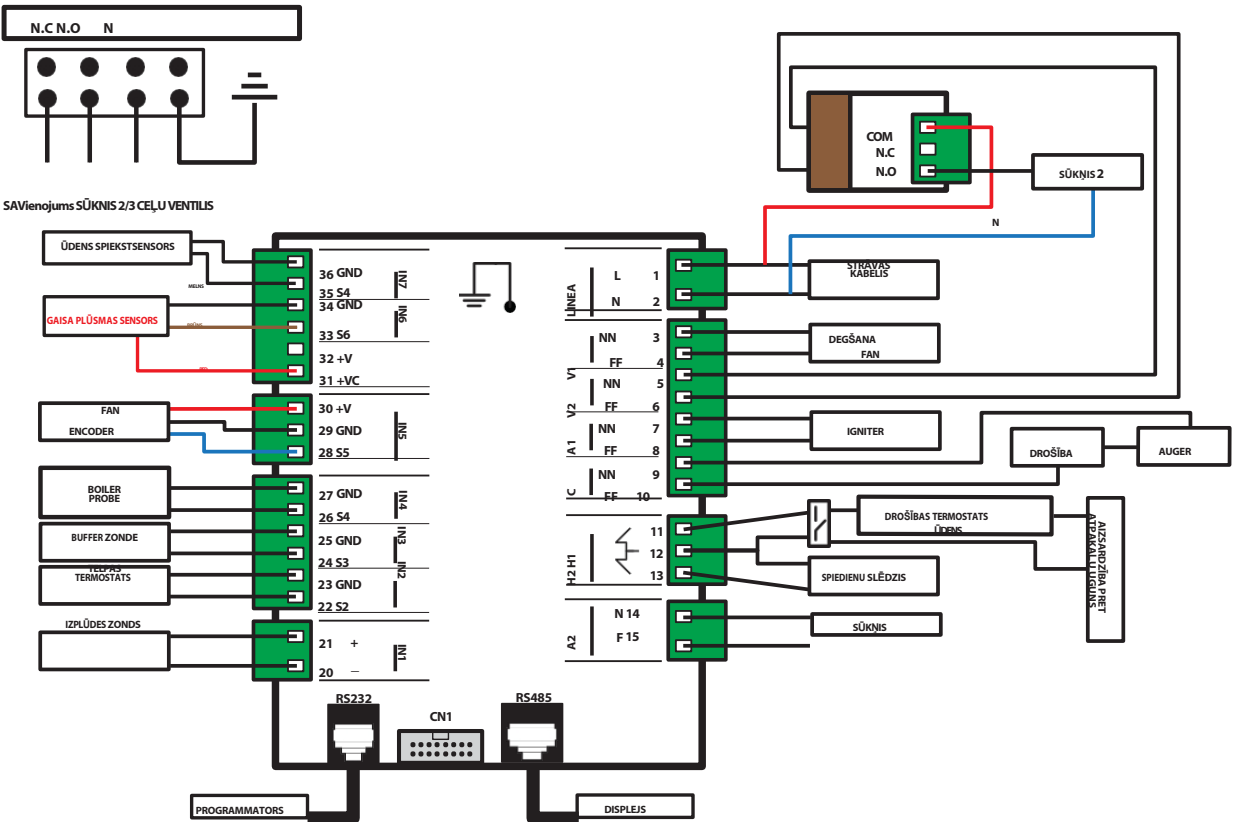 N.C N.O N
SAVienojums SŪKNIS 2/3 CEĻU VENTILIS
ŪDENS SPIEKSTSENSORS
MELNS
GAISA PLŪSMAS SENSORS
FAN
ENCODER
BOILER
PROBE
BUFFER ZONDE
TELPAS
TERMOSTATS
IZPLŪDES ZONDS
36 GND
35 S4
IN7
34 GND
33 S6
IN6
32 +V
31 +VC
30 +V
29 GND
28 S5
IN5
27 GND
26 S4
IN4
25 GND
24 S3
IN3
23 GND
22 S2
IN2
21 +
20 –
IN1
RS232
CN1
RS485
PROGRAMMATORS
DISPLEJS
LINEA
L 1
N 2
V1
NN 3
FF 4
V2
NN 5
FF 6
A1
NN 7
FF 8
C
NN 9
FF 10
H2 H1
11
12
13
A2
N 14
F 15
COM
N.C
N.O
SŪKŅIS 2
N
STRĀVAS
KABELIS
DEGŠANA
FAN
IGNITER
DROŠĪBA
AUGER
DROŠĪBAS TERMOSTATS
ŪDENS
SPIEDIENU SLĒDZIS
AIZSARDZĪBA PRET
ATPAKAĻ UGUNS
SŪKŅIS